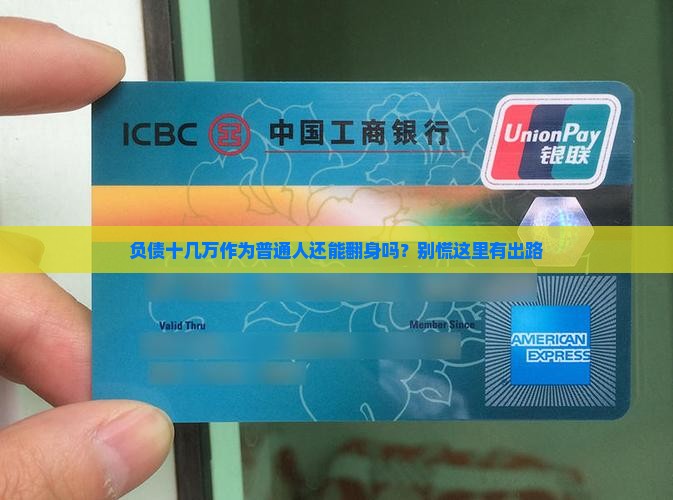 ICBC 中国工商银行
UnionPay
银联
负债十几万作为普通人还能翻身吗？别慌这里有出路
Valid Thru
Member Since
AMERICAN
EXPRESS